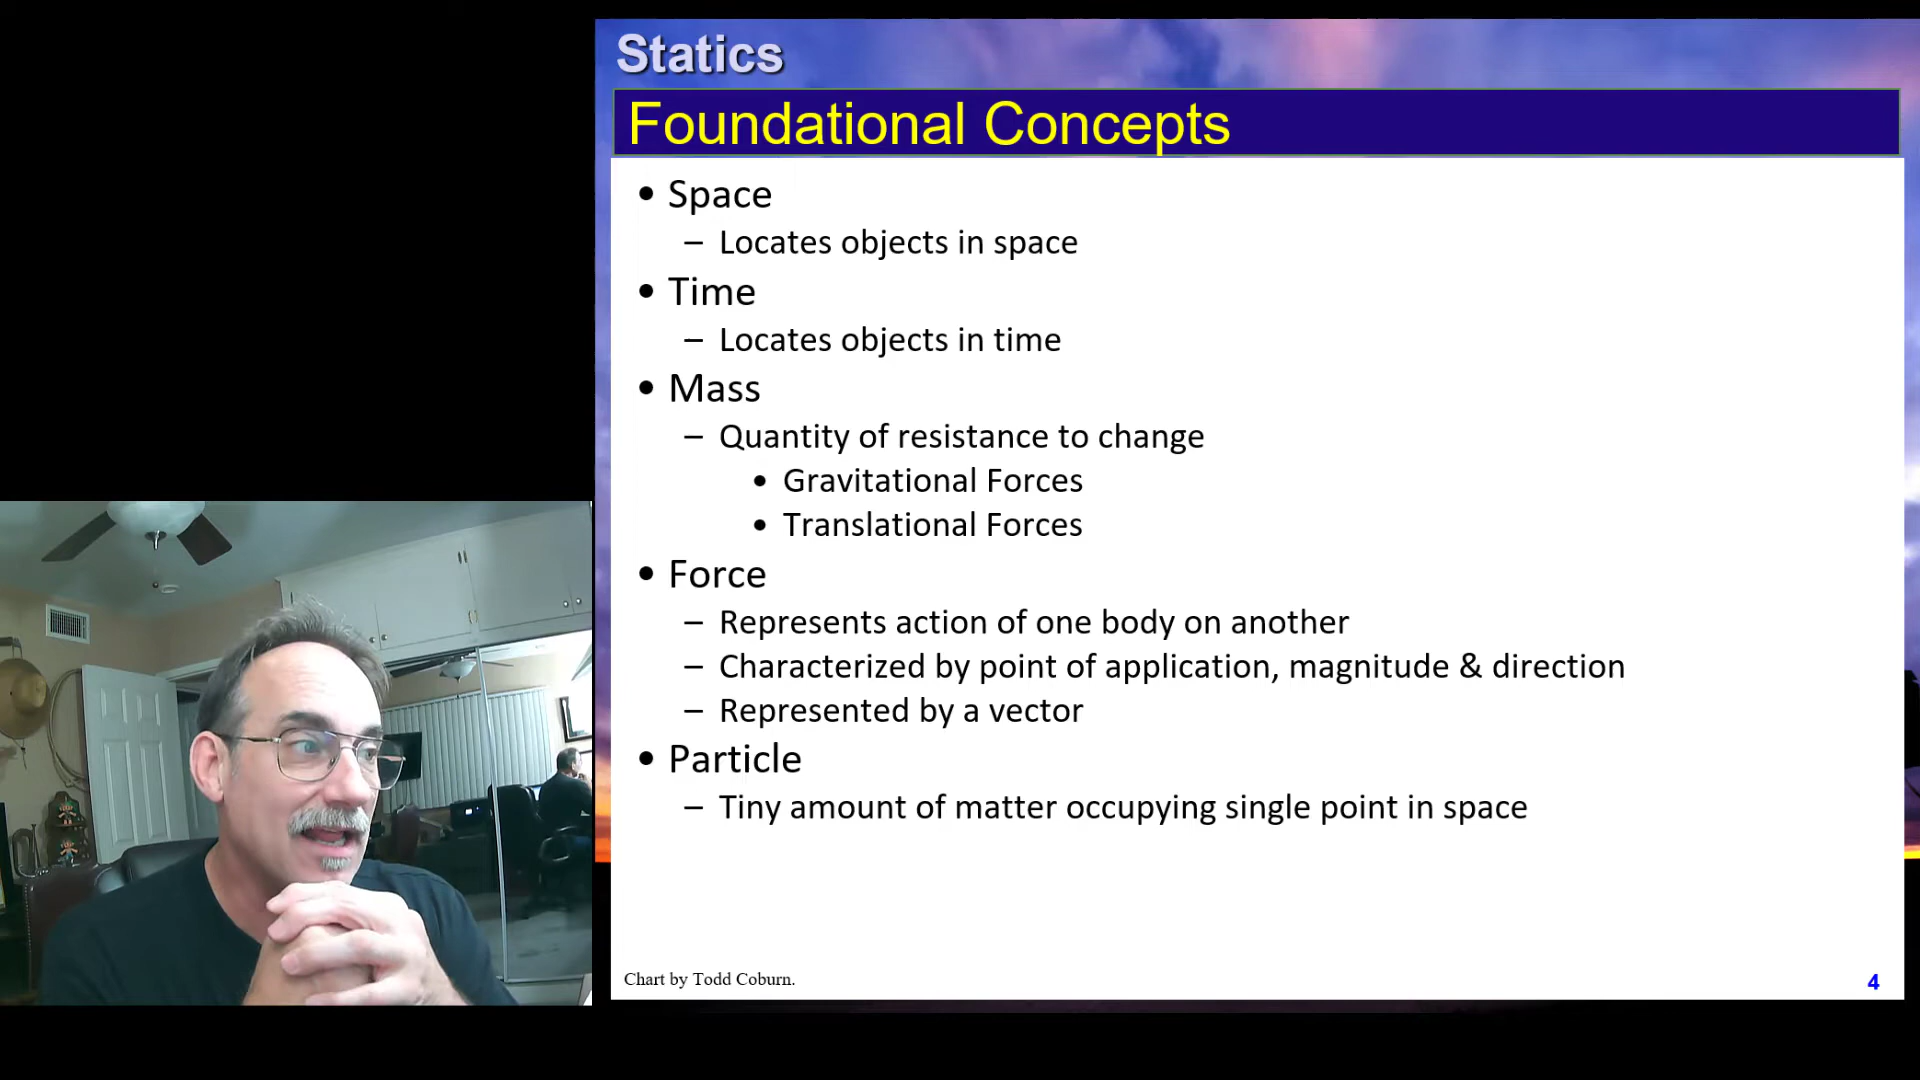 Statics
Foundational Concepts
• Space
– Locates objects in space
• Time
– Locates objects in time
• Mass
– Quantity of resistance to change
• Gravitational Forces
• Translational Forces
• Force
– Represents action of one body on another
– Characterized by point of application, magnitude & direction
– Represented by a vector
• Particle
– Tiny amount of matter occupying single point in space
Chart by Todd Coburn.
4